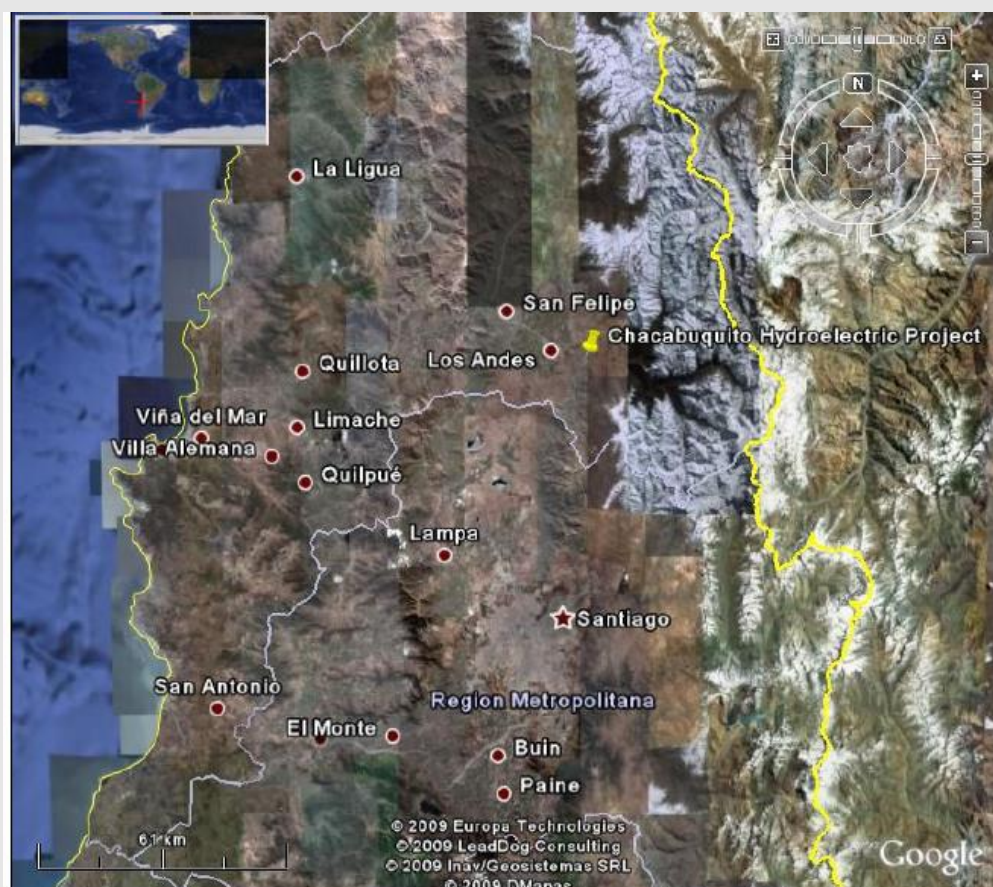 N
+
La Ligua
San Felipe
Chacabuquito Hydroelectric Project
Los Andes
Quillota
Viña del Mar
Limache
Villa Alemana
Quilpué
Lampa
Santiago
San Antonio
Region Metropolitana
El Monte
Buin
Paine
61 km
© 2009 Europa Technologies
© 2009 LeadDog Consulting
© 2009 Inav/Geosistemas SRL
© 2009 DMapas
Google